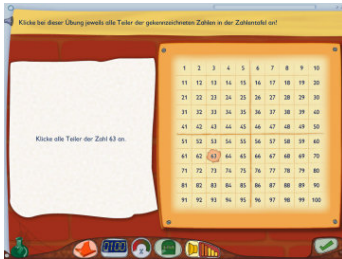 Klicke bei dieser Übung jeweils alle Teiler der gekennzeichneten Zahlen in der Zahlentafel an!
Klicke alle Teiler der Zahl 63 an.
1 2 3 4 5 6 7 8 9 10
11 12 13 14 15 16 17 18 19 20
21 22 23 24 25 26 27 28 29 30
31 32 33 34 35 36 37 38 39 40
41 42 43 44 45 46 47 48 49 50
51 52 53 54 55 56 57 58 59 60
61 62 63 64 65 66 67 68 69 70
71 72 73 74 75 76 77 78 79 80
81 82 83 84 85 86 87 88 89 90
91 92 93 94 95 96 97 98 99 100